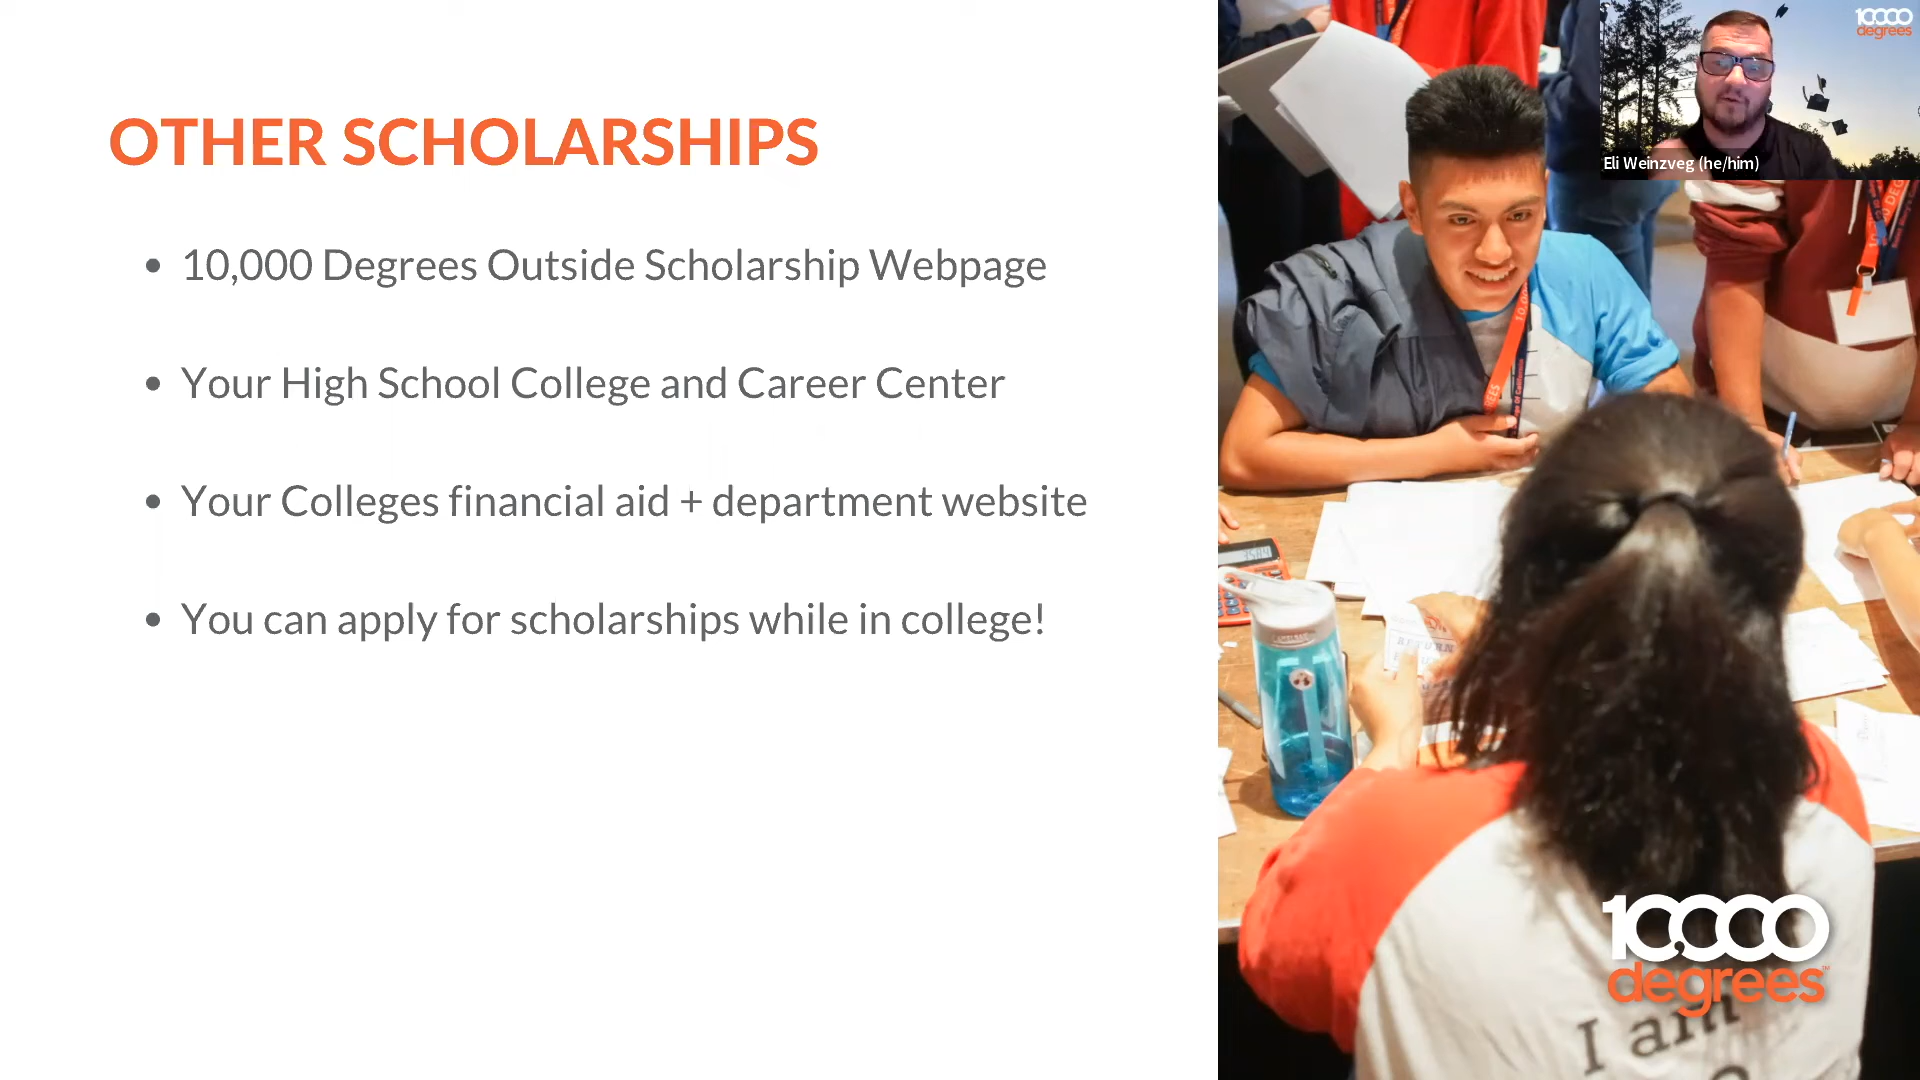 OTHER SCHOLARSHIPS
• 10,000 Degrees Outside Scholarship Webpage
• Your High School College and Career Center
• Your Colleges financial aid + department website
• You can apply for scholarships while in college!
10,000
degrees
Eli Weinzveg (he/him)
10,000
degrees™
I am